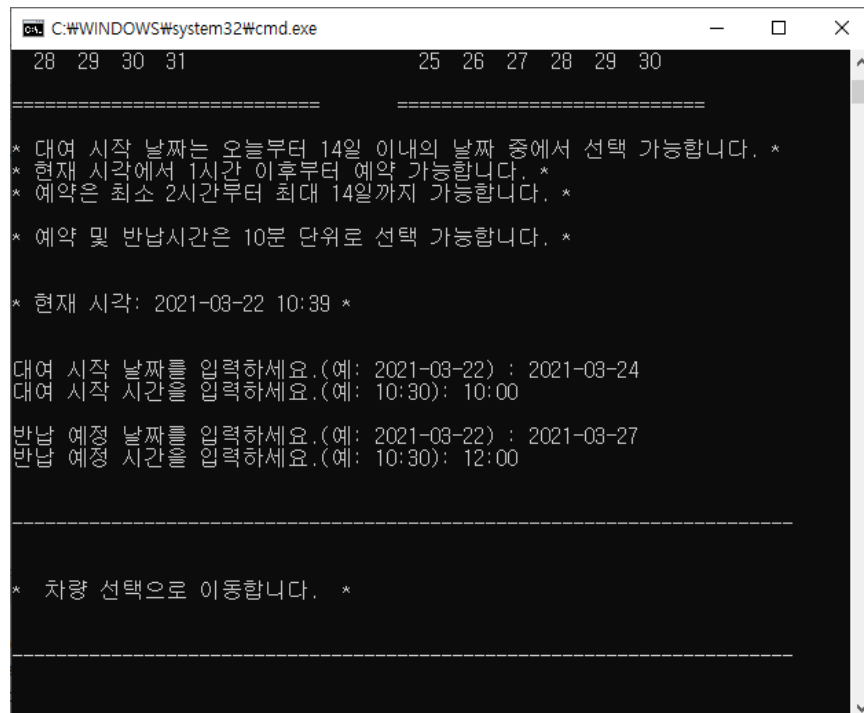 C:₩WINDOWS₩system32₩cmd.exe
28 29 30 31 25 26 27 28 29 30
============================ ============================
* 대여 시작 날짜는 오늘부터 14일 이내의 날짜 중에서 선택 가능합니다. *
* 현재 시각에서 1시간 이후부터 예약 가능합니다. *
* 예약은 최소 2시간부터 최대 14일까지 가능합니다. *
* 예약 및 반납시간은 10분 단위로 선택 가능합니다. *
* 현재 시각: 2021-03-22 10:39 *
대여 시작 날짜를 입력하세요.(예: 2021-03-22) : 2021-03-24
대여 시작 시간을 입력하세요.(예: 10:30): 10:00
반납 예정 날짜를 입력하세요.(예: 2021-03-22) : 2021-03-27
반납 예정 시간을 입력하세요.(예: 10:30): 12:00
-----------------------------------------------------------------------
* 차량 선택으로 이동합니다. *
-----------------------------------------------------------------------